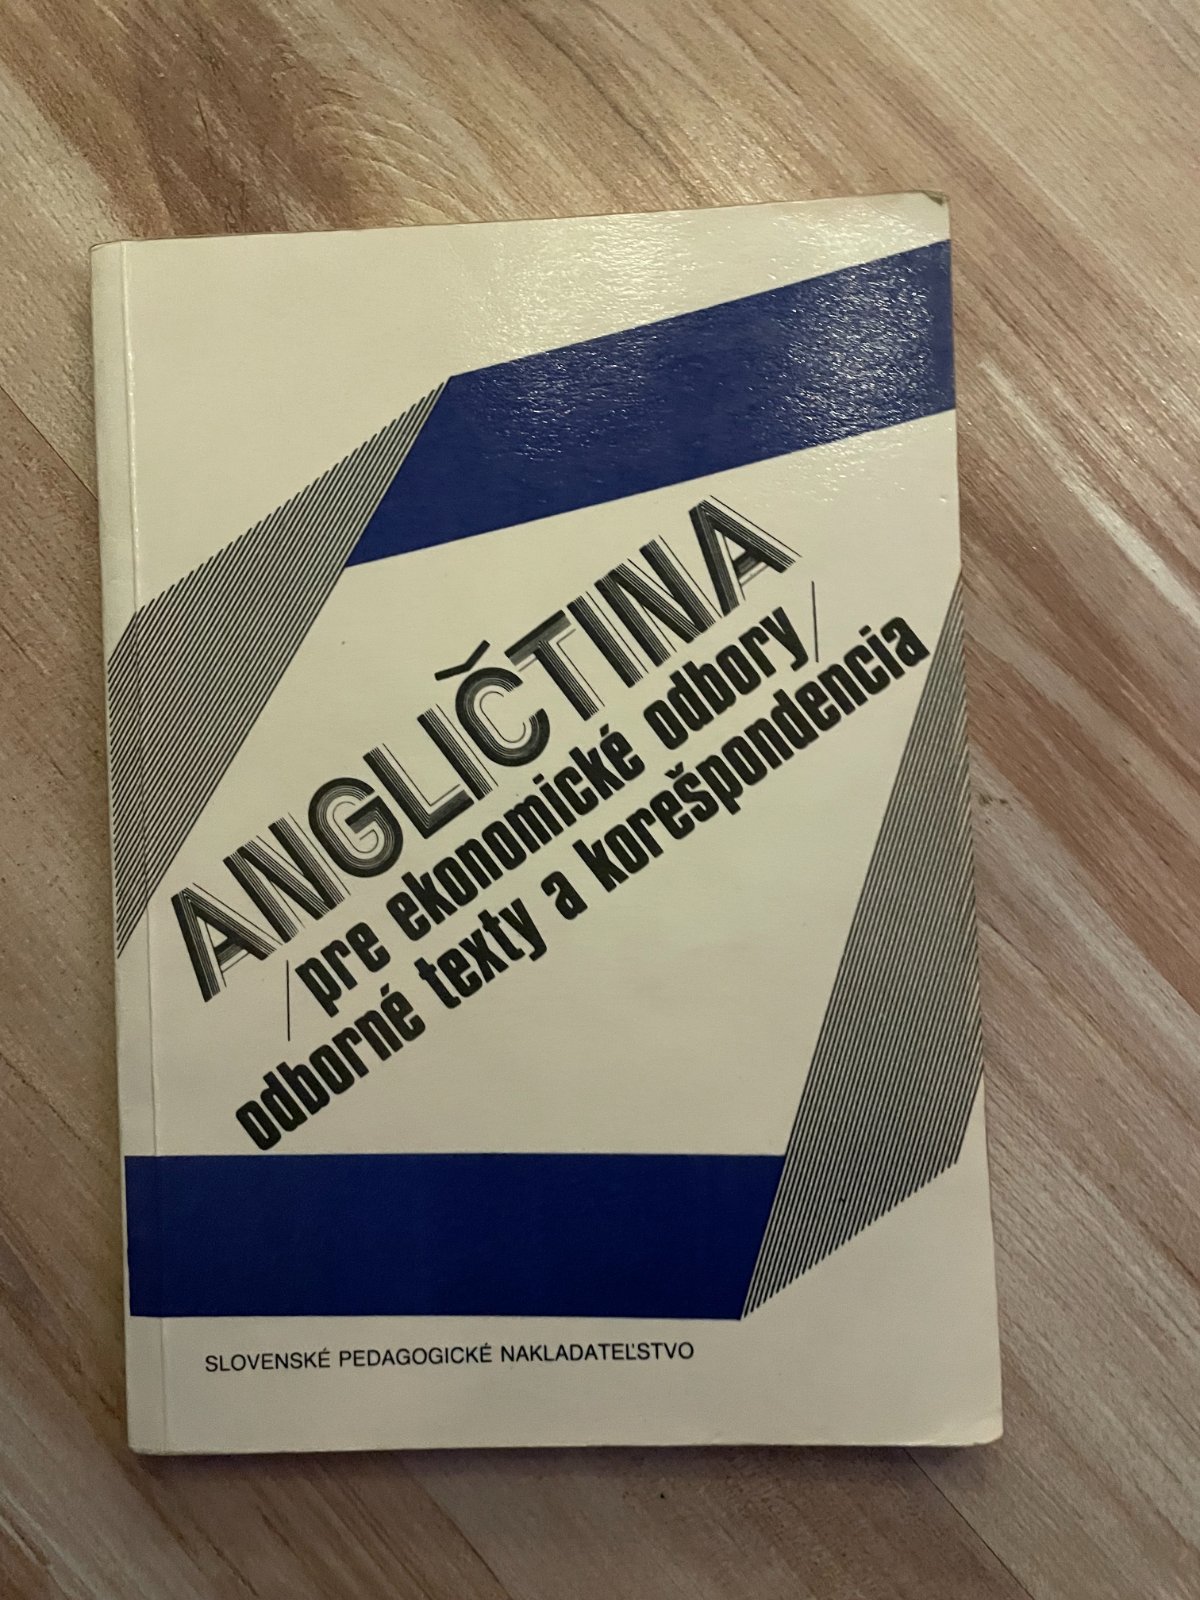 ANGLIČTINA
/pre ekonomické odbory/
odborné texty a korešpondencia
SLOVENSKÉ PEDAGOGICKÉ NAKLADATEĽSTVO